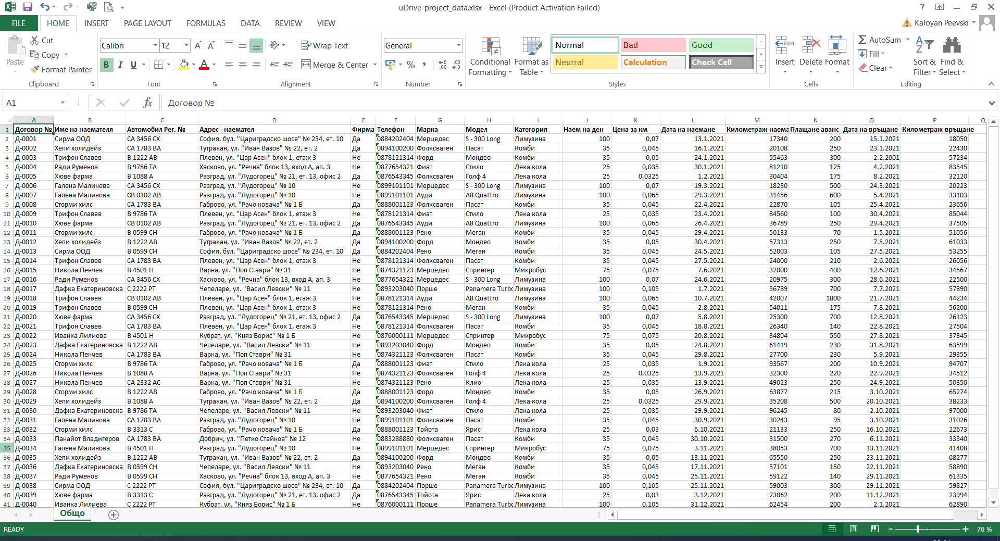 uDrive-project_data.xlsx - Excel (Product Activation Failed)
FILE HOME INSERT PAGE LAYOUT FORMULAS DATA REVIEW VIEW Kaloyan Peevski
Paste Cut Copy Format Painter Clipboard
Calibri 12 B I U A Font
Wrap Text Merge & Center Alignment
General % Number
Conditional Formatting Format as Table
Normal Bad Good
Neutral Calculation Check Cell
Styles
Insert Delete Format Cells
AutoSum Fill Clear Sort & Filter Find & Select Editing
A1 fx Договор №
A B C D E F G H I J K L M N O P Q
1 Договор № Име на наемателя Автомобил Рег. № Адрес - наемател Фирма Телефон Марка Модел Категория Наем на ден Цена за км Дата на наемане Километраж-наема Плащане аванс Дата на връщане Километраж-връщане
2 Д-0001 Сирма ООД СА 3456 СХ София, бул. "Цариградско шосе" № 234, ет. 10 Да 0884202404 Мерцедес S - 300 Long Лимузина 100 0,07 13.1.2021 17340 200 15.1.2021 18050
3 Д-0002 Хепи холидейз СА 1783 ВА Тутракан, ул. "Иван Вазов" № 22, ет. 2 Да 0894100200 Фолксваген Пасат Комби 35 0,045 16.1.2021 20108 250 23.1.2021 22430
4 Д-0003 Трифон Славев В 1222 АВ Плевен, ул. "Цар Асен" блок 1, етаж 3 Не 0878121314 Форд Мондео Комби 35 0,05 24.1.2021 55463 300 2.2.2001 57234
5 Д-0004 Ради Руменов В 9786 ТА Хасково, ул. "Речна" блок 13, вход А, ап. 3 Не 0877654321 Фиат Стило Лека кола 25 0,035 30.1.2021 81210 125 4.2.2021 83545
6 Д-0005 Хюве фарма В 1088 А Разград, ул. "Лудогорец" № 21, ет. 13, офис 2 Да 0876543345 Фолксваген Голф 4 Лека кола 25 0,0325 1.2.2021 30404 175 8.2.2021 32120
7 Д-0006 Галена Малинова СА 3456 СХ Разград, ул. "Лудогорец" № 10 Не 0899101101 Мерцедес S - 300 Long Лимузина 100 0,07 19.3.2021 18230 500 24.3.2021 20223
8 Д-0007 Галена Малинова СВ 0102 АВ Разград, ул. "Лудогорец" № 10 Не 0899101101 Ауди A8 Quattro Лимузина 100 0,065 29.3.2021 31456 600 5.4.2021 33103
9 Д-0008 Сторми хилс СА 1783 ВА Габрово, ул. "Рачо ковача" № 1 Б Да 0888001123 Фолксваген Пасат Комби 35 0,045 22.4.2021 22870 105 25.4.2021 23656
10 Д-0009 Трифон Славев В 9786 ТА Плевен, ул. "Цар Асен" блок 1, етаж 3 Не 0878121314 Фиат Стило Лека кола 25 0,035 23.4.2021 84560 100 30.4.2021 85044
11 Д-0010 Хюве фарма СВ 0102 АВ Разград, ул. "Лудогорец" № 21, ет. 13, офис 2 Да 0876543345 Ауди A8 Quattro Лимузина 100 0,065 26.4.2021 36789 250 29.4.2021 37505
12 Д-0011 Сторми хилс В 0599 СН Габрово, ул. "Рачо ковача" № 1 Б Да 0888001123 Рено Меган Комби 35 0,045 29.4.2021 50133 70 1.5.2021 51056
13 Д-0012 Хепи холидейз В 1222 АВ Тутракан, ул. "Иван Вазов" № 22, ет. 2 Да 0894100200 Форд Мондео Комби 35 0,05 30.4.2021 57313 250 7.5.2021 61033
14 Д-0013 Сирма ООД В 0599 СН София, бул. "Цариградско шосе" № 234, ет. 10 Да 0884202404 Рено Меган Комби 35 0,045 24.5.2021 52003 105 27.5.2021 53255
15 Д-0014 Трифон Славев СА 1783 ВА Плевен, ул. "Цар Асен" блок 1, етаж 3 Не 0878121314 Фолксваген Пасат Комби 35 0,045 27.5.2021 24000 210 2.6.2021 26056
16 Д-0015 Никола Пенчев В 4501 Н Варна, ул. "Поп Ставри" № 31 Не 0874321123 Мерцедес Спринтер Микробус 75 0,075 7.6.2021 32000 400 12.6.2021 34567
17 Д-0016 Ради Руменов СА 3456 СХ Хасково, ул. "Речна" блок 13, вход А, ап. 3 Не 0877654321 Мерцедес S - 300 Long Лимузина 100 0,07 24.6.2021 20975 300 28.6.2021 22500
18 Д-0017 Дафка Екатериновска С 2222 РТ Чепеларе, ул. "Васил Левски" № 11 Не 0893203040 Порше Panamera Turbo Лимузина 100 0,105 1.7.2021 56789 700 7.7.2021 57890
19 Д-0018 Трифон Славев СВ 0102 АВ Плевен, ул. "Цар Асен" блок 1, етаж 3 Не 0878121314 Ауди A8 Quattro Лимузина 100 0,065 10.7.2021 42007 1800 21.7.2021 44234
20 Д-0019 Трифон Славев В 0599 СН Плевен, ул. "Цар Асен" блок 1, етаж 3 Не 0878121314 Рено Меган Комби 35 0,045 2.8.2021 54011 175 7.8.2021 56200
21 Д-0020 Хюве фарма СА 3456 СХ Разград, ул. "Лудогорец" № 21, ет. 13, офис 2 Да 0876543345 Мерцедес S - 300 Long Лимузина 100 0,07 5.8.2021 25300 700 12.8.2021 26123
22 Д-0021 Трифон Славев СА 1783 ВА Плевен, ул. "Цар Асен" блок 1, етаж 3 Не 0878121314 Фолксваген Пасат Комби 35 0,045 18.8.2021 26340 140 22.8.2021 27504
23 Д-0022 Иванка Лилиева В 4501 Н Кубрат, ул. "Княз Борис" № 1 Б Не 0876000111 Мерцедес Спринтер Микробус 75 0,075 20.8.2021 34804 550 27.8.2021 37345
24 Д-0023 Дафка Екатериновска В 1222 АВ Чепеларе, ул. "Васил Левски" № 11 Не 0893203040 Форд Мондео Комби 35 0,05 24.8.2021 61419 230 31.8.2021 63599
25 Д-0024 Никола Пенчев СА 1783 ВА Варна, ул. "Поп Ставри" № 31 Не 0874321123 Фолксваген Пасат Комби 35 0,045 29.8.2021 27700 230 5.9.2021 29355
26 Д-0025 Сторми хилс В 9786 ТА Габрово, ул. "Рачо ковача" № 1 Б Да 0888001123 Фиат Стило Лека кола 25 0,035 1.9.2021 93567 200 10.9.2021 94707
27 Д-0026 Никола Пенчев В 1088 А Варна, ул. "Поп Ставри" № 31 Не 0874321123 Фолксваген Голф 4 Лека кола 25 0,0325 13.9.2021 32300 220 22.9.2021 34512
28 Д-0027 Никола Пенчев СА 2332 АС Варна, ул. "Поп Ставри" № 31 Не 0874321123 Рено Клио Лека кола 25 0,035 13.9.2021 49023 250 24.9.2021 50350
29 Д-0028 Сторми хилс В 1222 АВ Габрово, ул. "Рачо ковача" № 1 Б Да 0888001123 Форд Мондео Комби 35 0,05 26.9.2021 63877 215 3.10.2021 65274
30 Д-0029 Хепи холидейз В 1088 А Тутракан, ул. "Иван Вазов" № 22, ет. 2 Да 0894100200 Фолксваген Голф 4 Лека кола 25 0,0325 29.9.2021 35208 500 20.10.2021 38233
31 Д-0030 Дафка Екатериновска В 9786 ТА Чепеларе, ул. "Васил Левски" № 11 Не 0893203040 Фиат Стило Лека кола 25 0,035 29.9.2021 96245 80 2.10.2021 97000
32 Д-0031 Галена Малинова СА 1783 ВА Разград, ул. "Лудогорец" № 10 Не 0899101101 Фолксваген Пасат Комби 35 0,045 30.9.2021 30243 95 3.10.2021 31026
33 Д-0032 Сторми хилс В 3313 С Габрово, ул. "Рачо ковача" № 1 Б Да 0888001123 Тойота Ярис Лека кола 25 0,03 6.10.2021 21133 250 16.10.2021 22673
34 Д-0033 Панайот Владигеров СА 1783 ВА Добрич, ул. "Петко Стайнов" № 12 Не 0883288880 Фолксваген Пасат Комби 35 0,045 30.10.2021 31500 270 6.11.2021 33340
35 Д-0034 Галена Малинова В 4501 Н Разград, ул. "Лудогорец" № 10 Не 0899101101 Мерцедес Спринтер Микробус 75 0,075 3.11.2021 38053 700 13.11.2021 41408
36 Д-0035 Хепи холидейз В 1222 АВ Тутракан, ул. "Иван Вазов" № 22, ет. 2 Да 0894100200 Форд Мондео Комби 35 0,05 13.11.2021 65550 250 23.11.2021 68277
37 Д-0036 Дафка Екатериновска В 0599 СН Чепеларе, ул. "Васил Левски" № 11 Не 0893203040 Рено Меган Комби 35 0,045 17.11.2021 57101 150 22.11.2021 58890
38 Д-0037 Ради Руменов В 0599 СН Хасково, ул. "Речна" блок 13, вход А, ап. 3 Не 0877654321 Рено Меган Комби 35 0,045 25.11.2021 59122 140 29.11.2021 61335
39 Д-0038 Сирма ООД С 2222 РТ София, бул. "Цариградско шосе" № 234, ет. 10 Да 0884202404 Порше Panamera Turbo Лимузина 100 0,105 25.11.2021 59003 300 29.11.2021 59827
40 Д-0039 Хюве фарма В 3313 С Разград, ул. "Лудогорец" № 21, ет. 13, офис 2 Да 0876543345 Тойота Ярис Лека кола 25 0,03 3.12.2021 23062 200 11.12.2021 23994
41 Д-0040 Иванка Лилиева С 2222 РТ Кубрат, ул. "Княз Борис" № 1 Б Не 0876000111 Порше Panamera Turbo Лимузина 100 0,105 31.12.2021 62454 200 2.1.2021 62890
Общо
READY 70 %